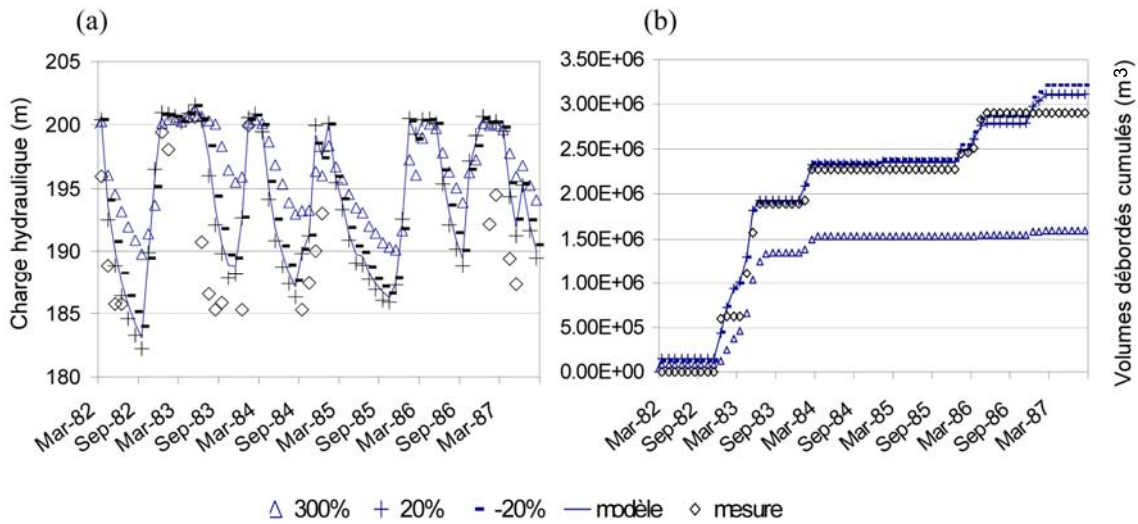 (a)
(b)
Charge hydraulique (m)
205
200
195
190
185
180
Mar-82
Sep-82
Mar-83
Sep-83
Mar-84
Sep-84
Mar-85
Sep-85
Mar-86
Sep-86
Mar-87
3.50E+06
3.00E+06
2.50E+06
2.00E+06
1.50E+06
1.00E+06
5.00E+05
0.00E+00
Mar-82
Sep-82
Mar-83
Sep-83
Mar-84
Sep-84
Mar-85
Sep-85
Mar-86
Sep-86
Mar-87
Volumes débordés cumulés (m³)
300% 20% -20% modèle mesure